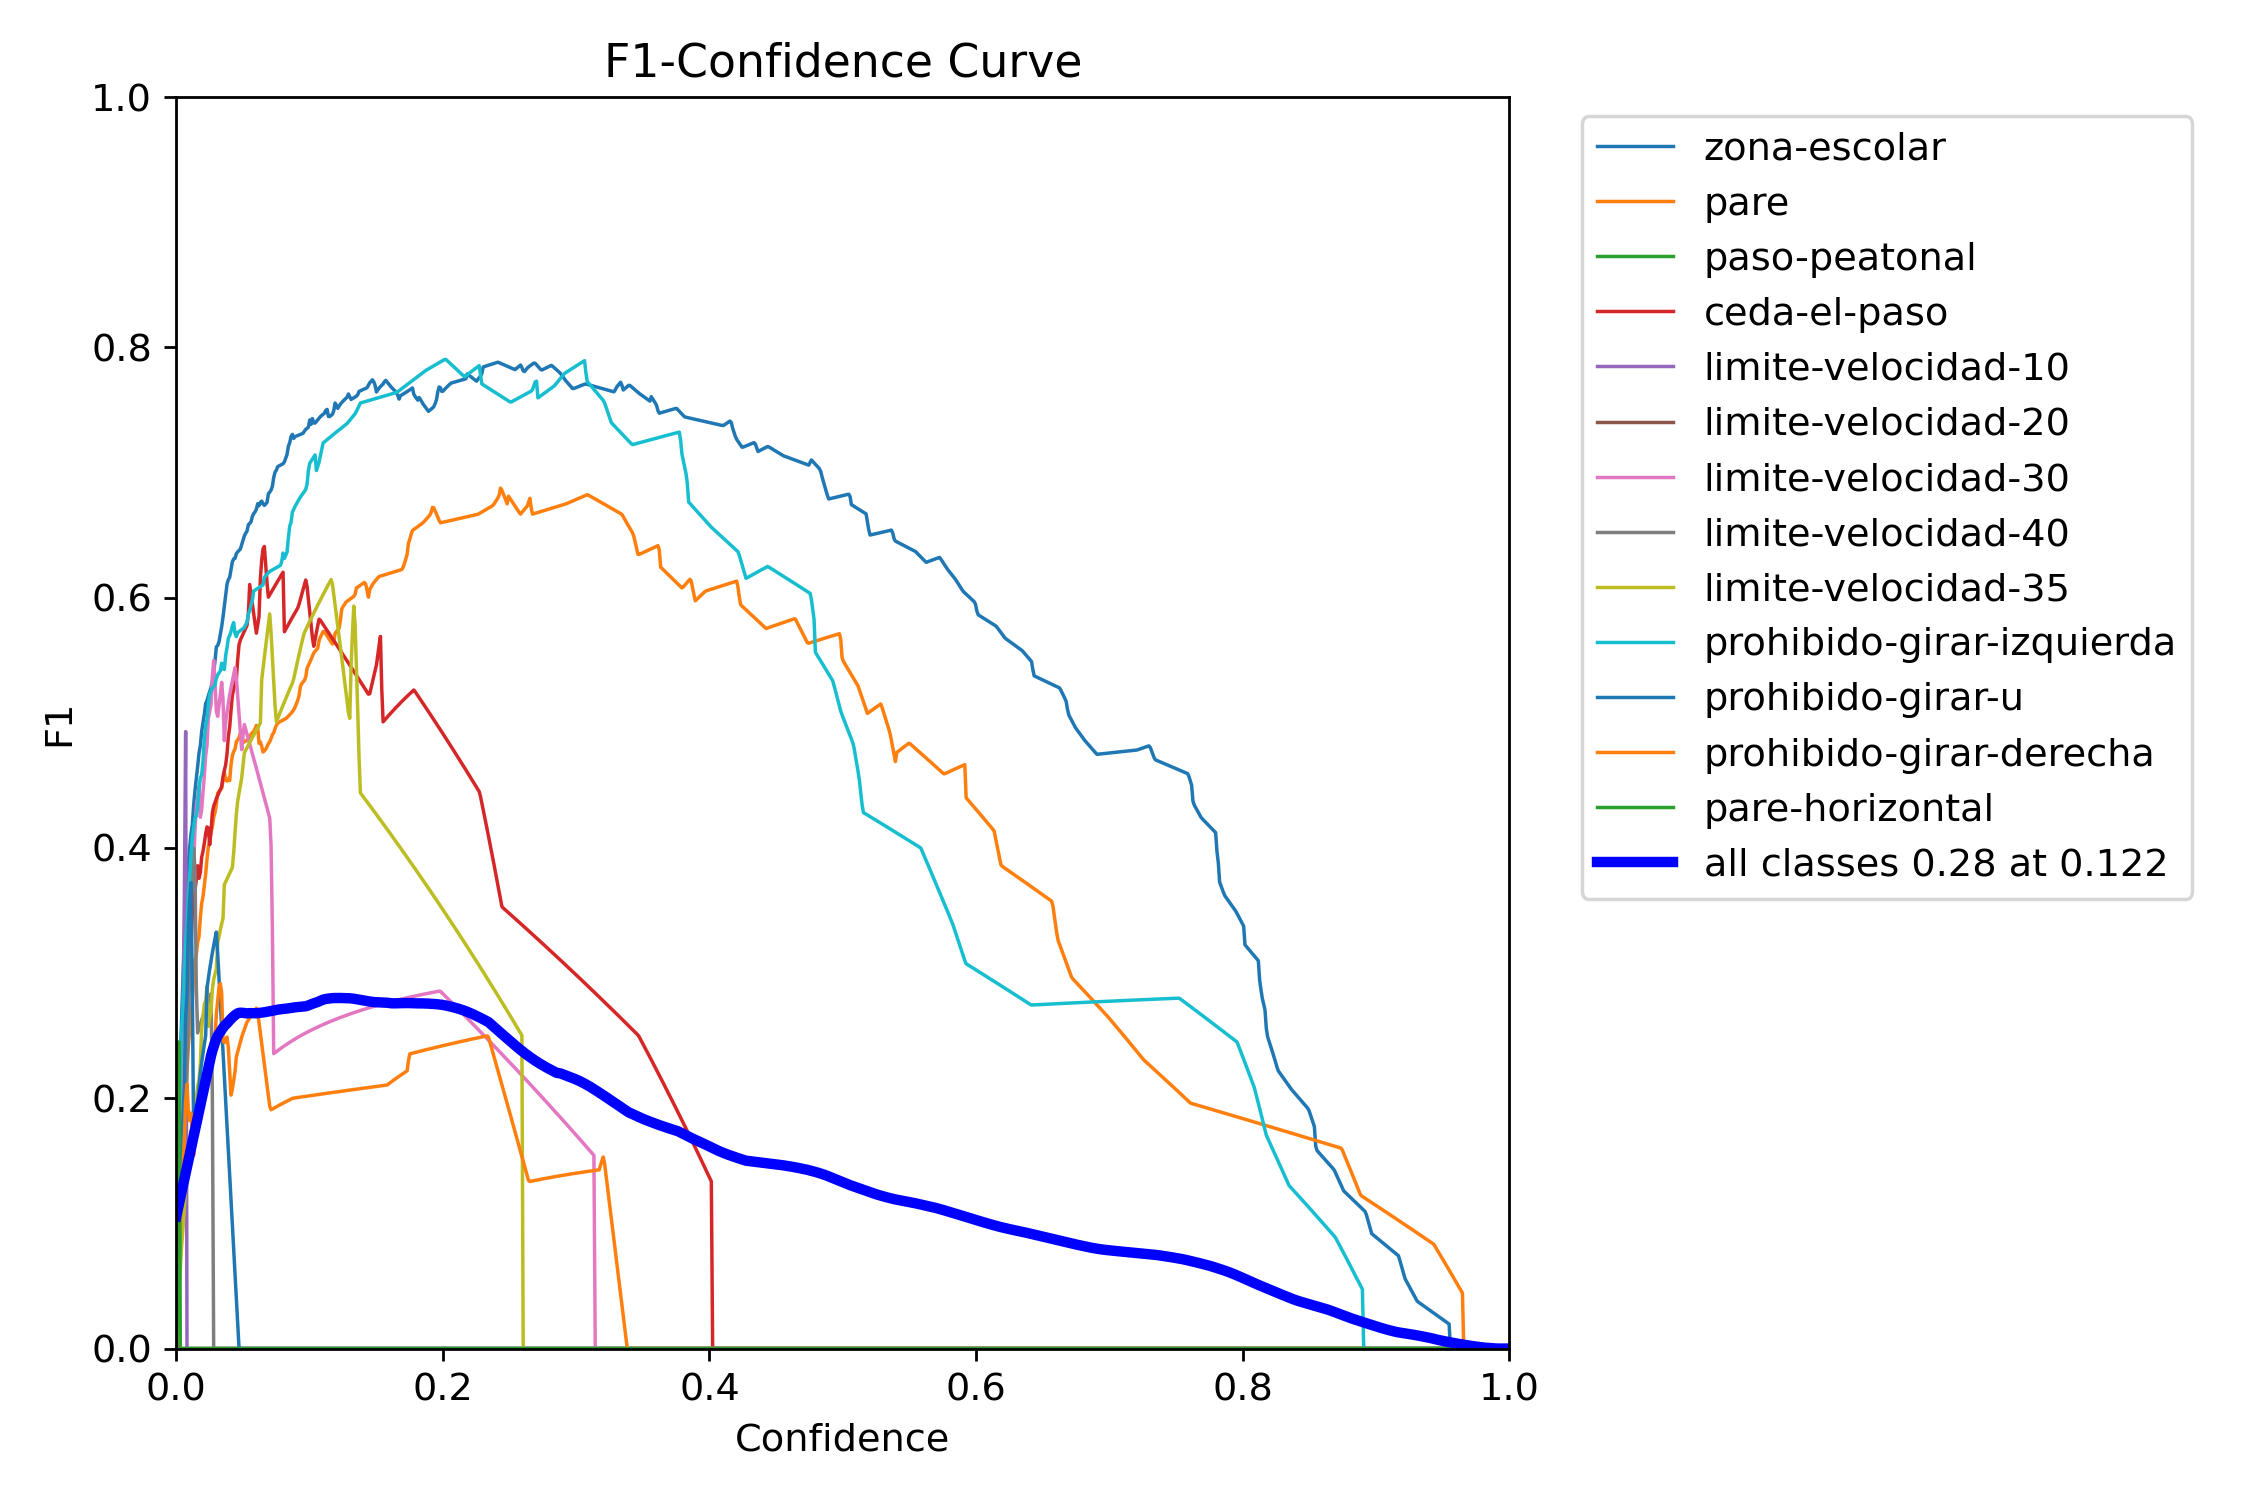 F1-Confidence Curve
1.0
0.8
0.6
0.4
0.2
0.0
F1
0.0 0.2 0.4 0.6 0.8 1.0
Confidence
zona-escolar
pare
paso-peatonal
ceda-el-paso
limite-velocidad-10
limite-velocidad-20
limite-velocidad-30
limite-velocidad-40
limite-velocidad-35
prohibido-girar-izquierda
prohibido-girar-u
prohibido-girar-derecha
pare-horizontal
all classes 0.28 at 0.122